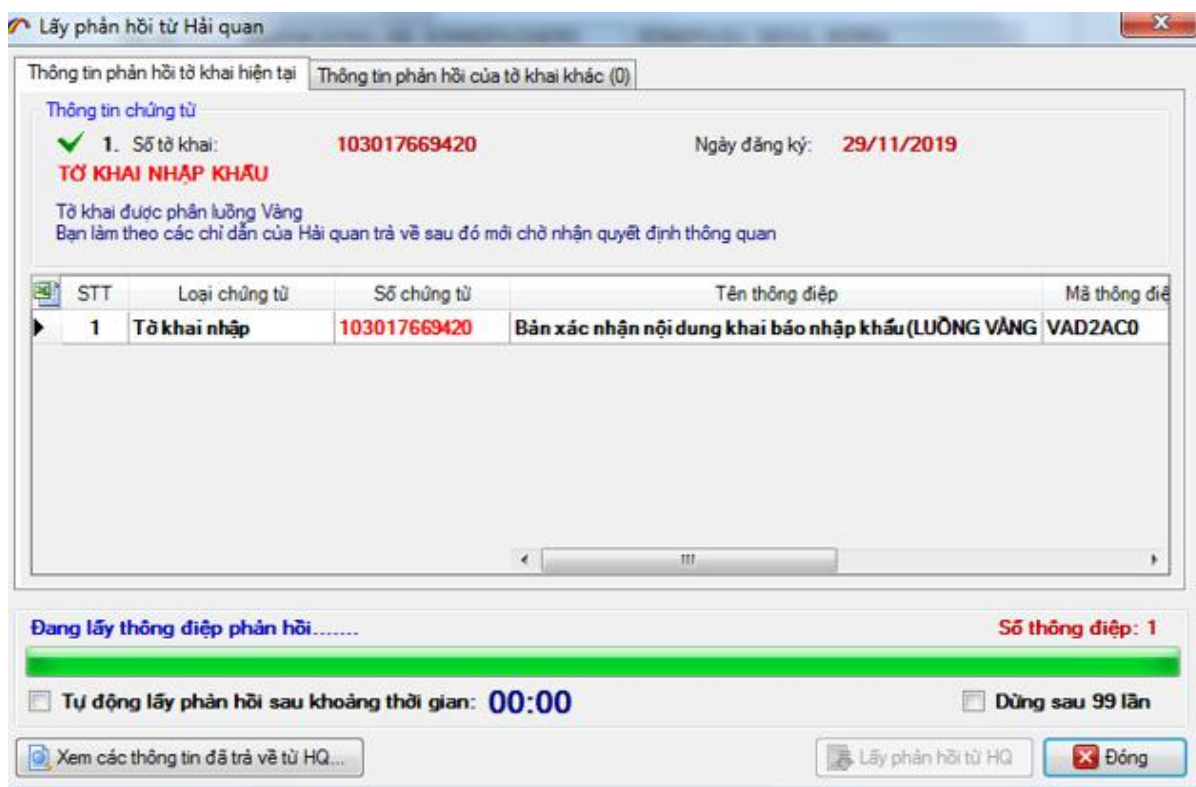 Lấy phản hồi từ Hải quan
Thông tin phản hồi tờ khai hiện tại Thông tin phản hồi của tờ khai khác (0)
Thông tin chứng từ
1. Số tờ khai: 103017669420 Ngày đăng ký: 29/11/2019
TỜ KHAI NHẬP KHẨU
Tờ khai được phân luồng Vàng
Bạn làm theo các chỉ dẫn của Hải quan trả về sau đó mới chờ nhận quyết định thông quan
STT Loại chứng từ Số chứng từ Tên thông điệp Mã thông điệ
1 Tờ khai nhập 103017669420 Bản xác nhận nội dung khai báo nhập khẩu (LUỒNG VÀNG VAD2AC0
Đang lấy thông điệp phản hồi....... Số thông điệp: 1
Tự động lấy phản hồi sau khoảng thời gian: 00:00 Dừng sau 99 lần
Xem các thông tin đã trả về từ HQ... Lấy phản hồi từ HQ Đóng